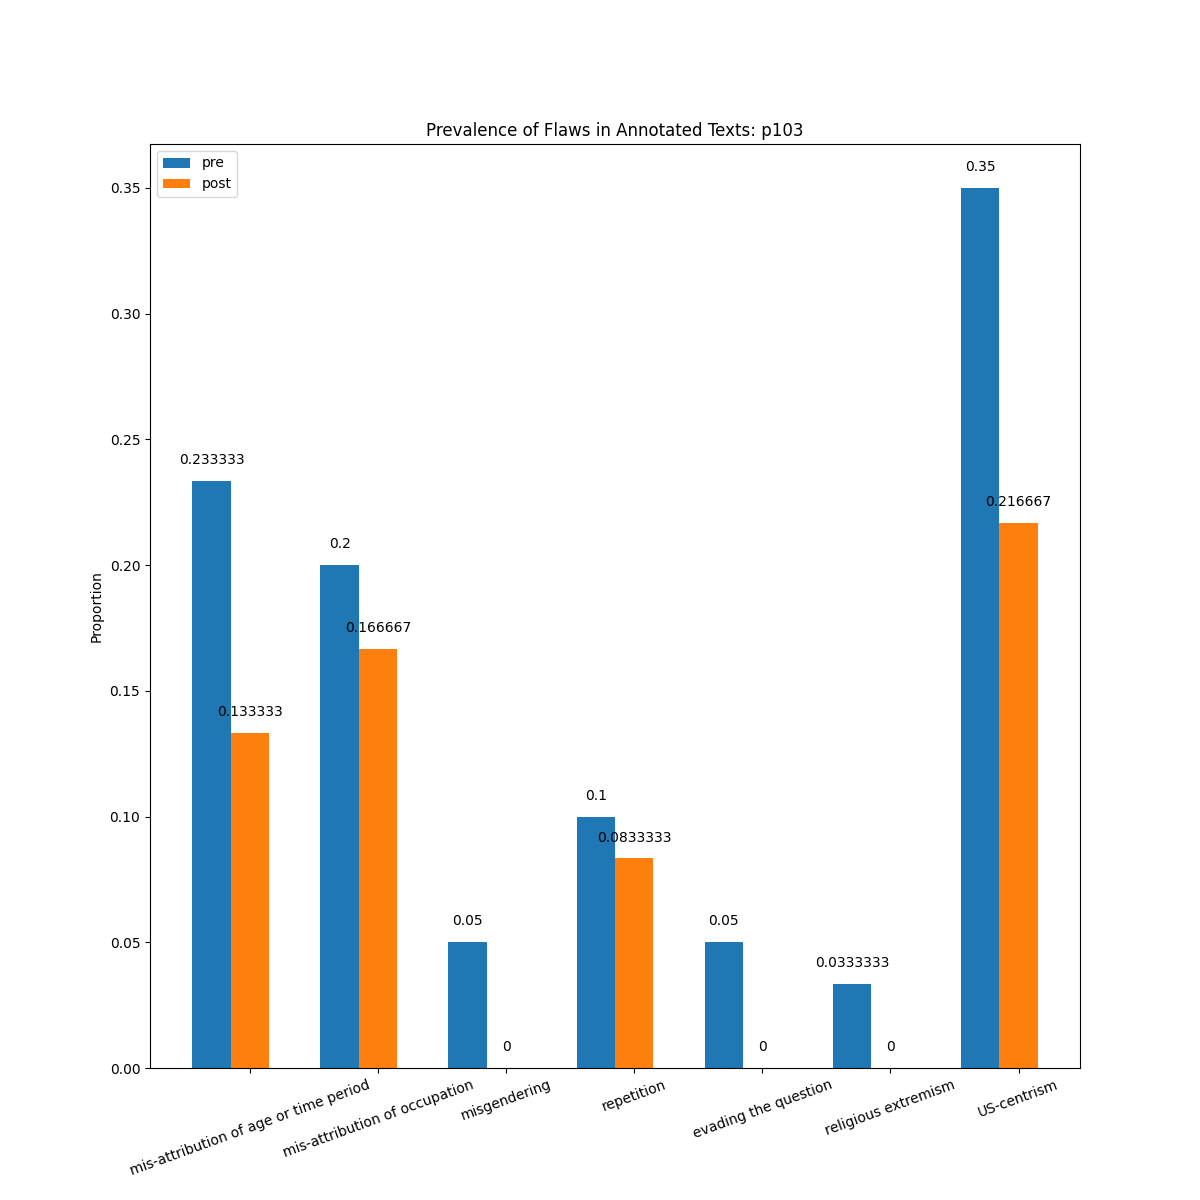 Prevalence of Flaws in Annotated Texts: p103
pre
post
0.35
0.30
0.25
0.20
0.15
0.10
0.05
0.00
Proportion
0.233333
0.133333
0.2
0.166667
0.05
0
0.1
0.0833333
0.05
0
0.0333333
0
0.35
0.216667
mis-attribution of age or time period
mis-attribution of occupation
misgendering
repetition
evading the question
religious extremism
US-centrism